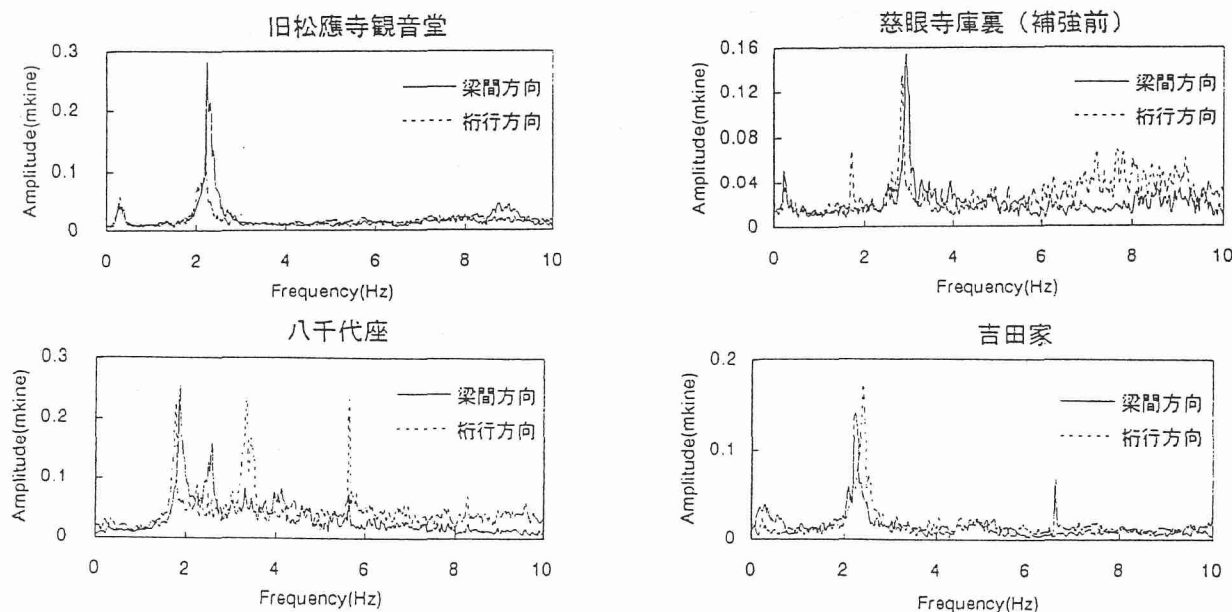 旧松應寺観音堂
0.3
0.2
0.1
0
Amplitude(mkine)
梁間方向
桁行方向
0 2 4 6 8 10
Frequency(Hz)
慈眼寺庫裏（補強前）
0.16
0.12
0.08
0.04
0
Amplitude(mkine)
梁間方向
桁行方向
0 2 4 6 8 10
Frequency(Hz)
八千代座
0.3
0.2
0.1
0
Amplitude(mkine)
梁間方向
桁行方向
0 2 4 6 8 10
Frequency(Hz)
吉田家
0.2
0.1
0
Amplitude(mkine)
梁間方向
桁行方向
0 2 4 6 8 10
Frequency(Hz)